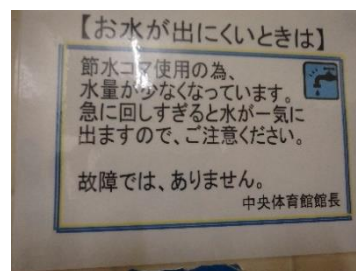 【お水が出にくいときは】
節水コマ使用の為、
水量が少なくなっています。
急に回しすぎると水が一気に
出ますので、ご注意ください。
故障では、ありません。
中央体育館館長